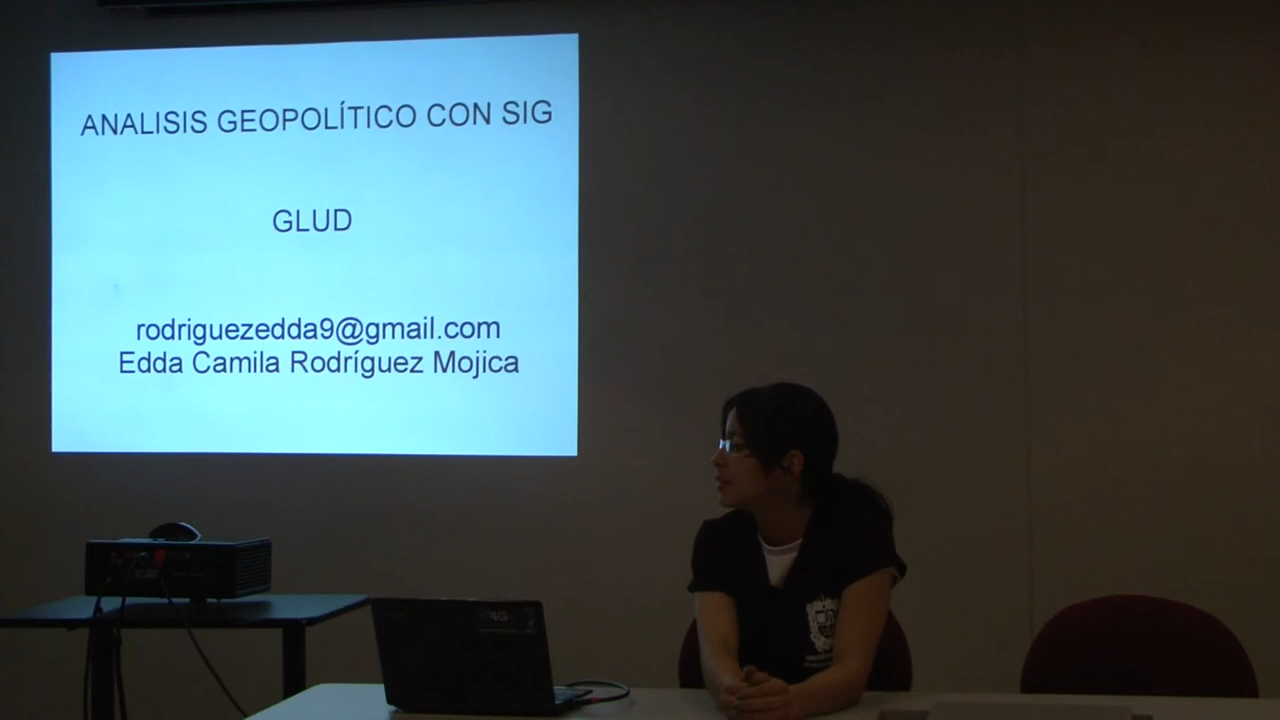 ANALISIS GEOPOLÍTICO CON SIG
GLUD
rodriguezedda9@gmail.com
Edda Camila Rodríguez Mojica